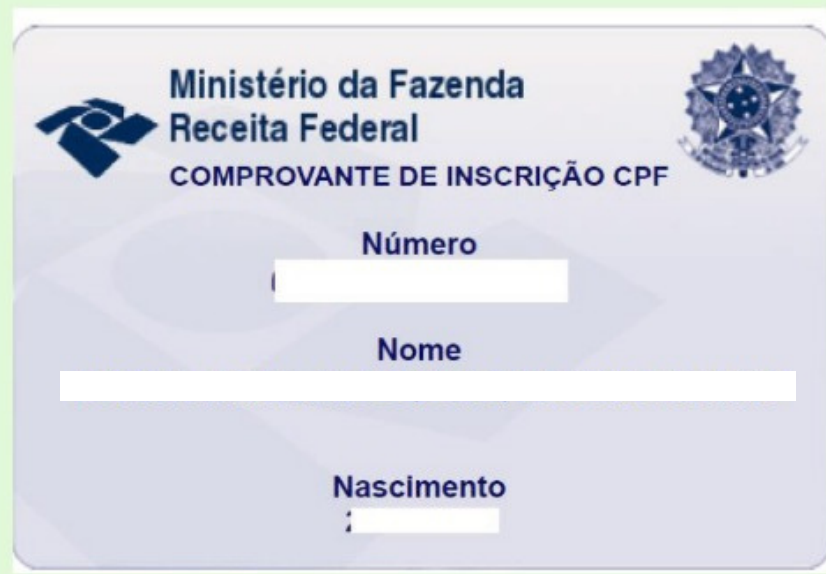 Ministério da Fazenda
Receita Federal
COMPROVANTE DE INSCRIÇÃO CPF
Número
Nome
Nascimento